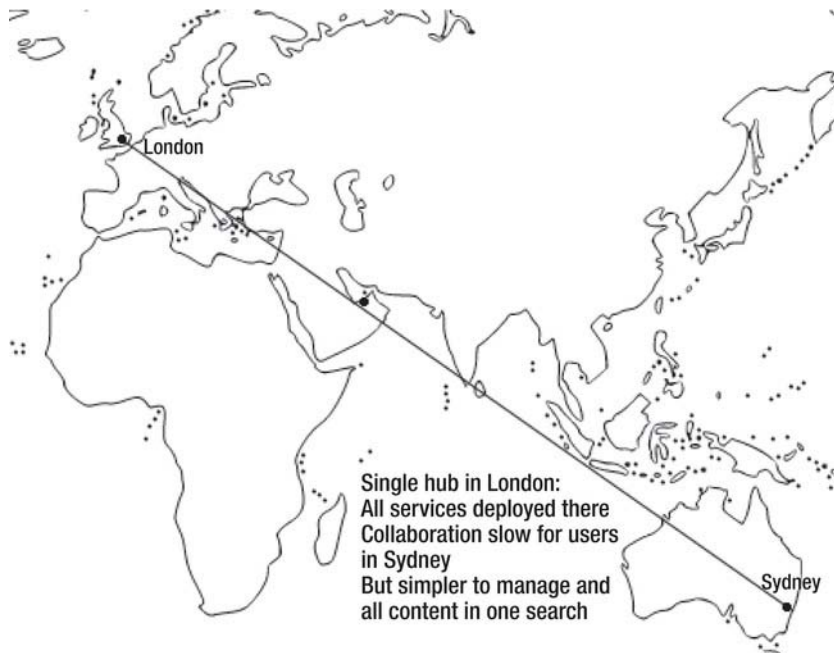 London
Single hub in London:
All services deployed there
Collaboration slow for users
in Sydney
But simpler to manage and
all content in one search
Sydney